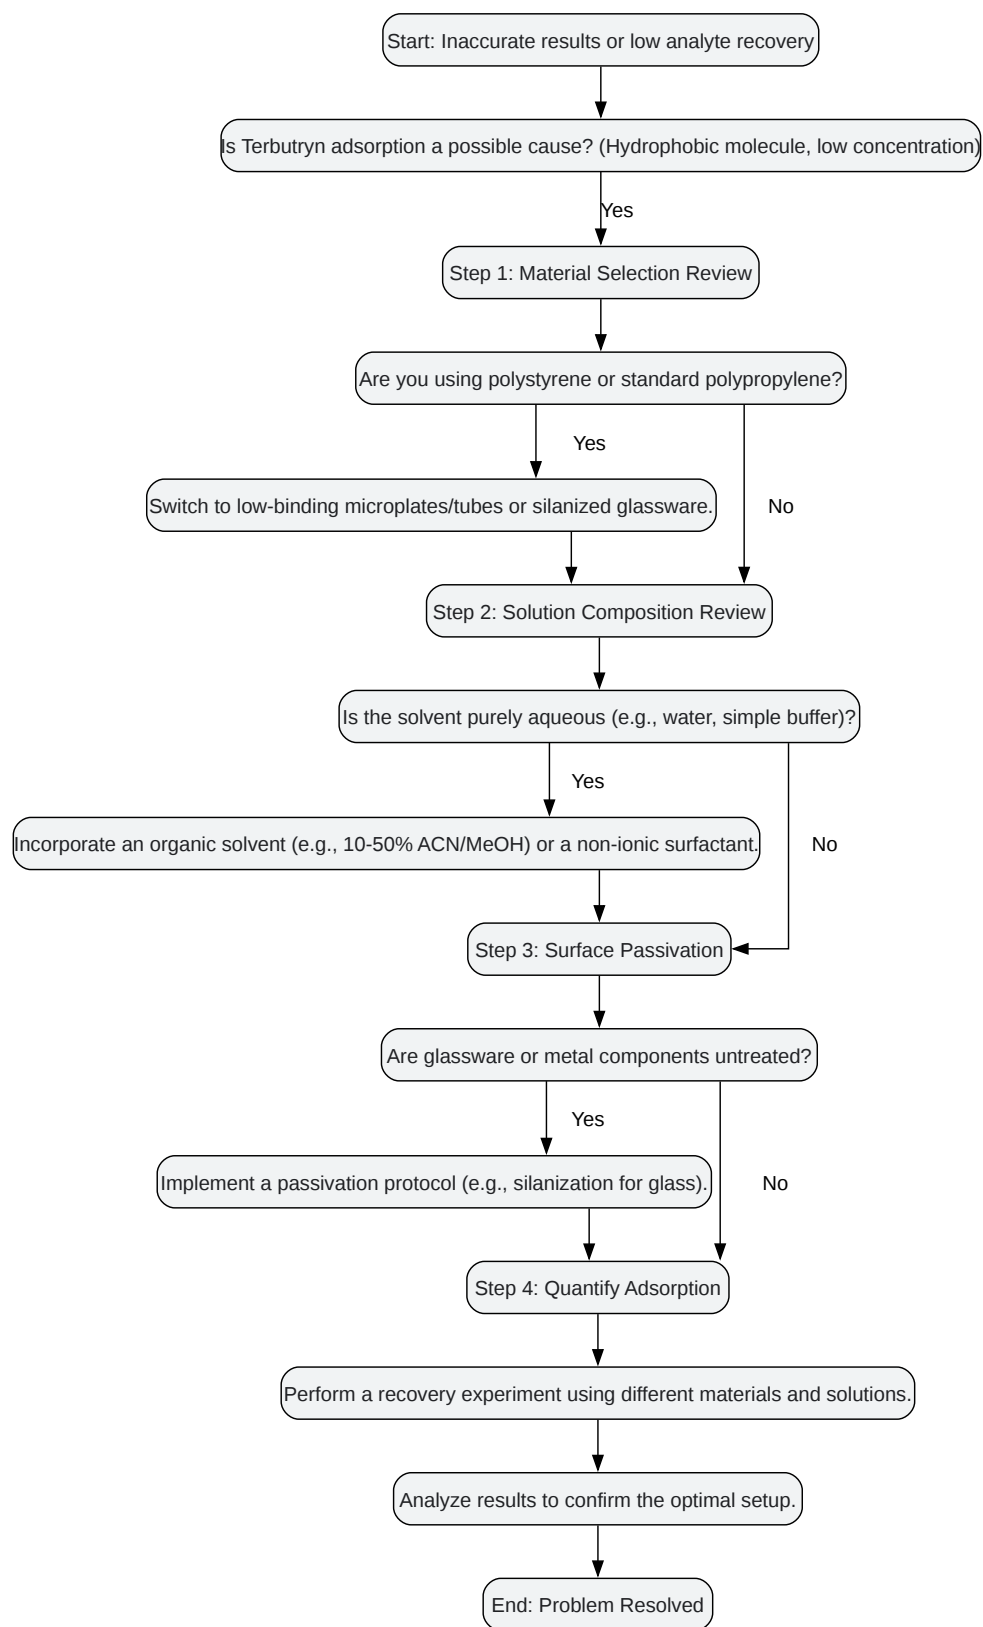 Start: Inaccurate results or low analyte recovery
Is Terbutryn adsorption a possible cause? (Hydrophobic molecule, low concentration)
Yes
Step 1: Material Selection Review
Are you using polystyrene or standard polypropylene?
Yes
Switch to low-binding microplates/tubes or silanized glassware.
No
Step 2: Solution Composition Review
Is the solvent purely aqueous (e.g., water, simple buffer)?
Yes
Incorporate an organic solvent (e.g., 10-50% ACN/MeOH) or a non-ionic surfactant.
No
Step 3: Surface Passivation
Are glassware or metal components untreated?
Yes
Implement a passivation protocol (e.g., silanization for glass).
No
Step 4: Quantify Adsorption
Perform a recovery experiment using different materials and solutions.
Analyze results to confirm the optimal setup.
End: Problem Resolved